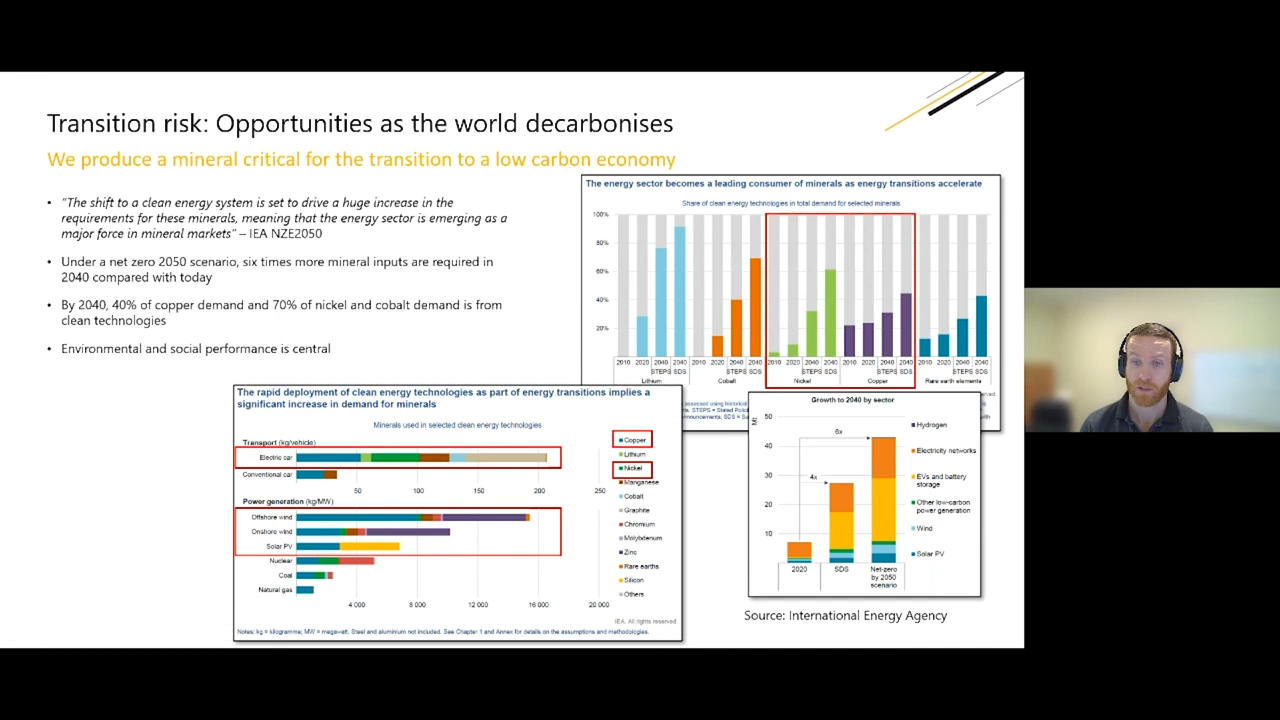 Transition risk: Opportunities as the world decarbonises
We produce a mineral critical for the transition to a low carbon economy
• "The shift to a clean energy system is set to drive a huge increase in the
requirements for these minerals, meaning that the energy sector is emerging as a
major force in mineral markets" – IEA NZE2050
• Under a net zero 2050 scenario, six times more mineral inputs are required in
2040 compared with today
• By 2040, 40% of copper demand and 70% of nickel and cobalt demand is from
clean technologies
• Environmental and social performance is central
The energy sector becomes a leading consumer of minerals as energy transitions accelerate
Share of clean energy technologies in total demand for selected minerals
100%
80%
60%
40%
20%
2010 2020 2040 2040 2010 2020 2040 2040 2010 2020 2040 2040 2010 2020 2040 2040 2010 2020 2040 2040
STEPS SDS STEPS SDS STEPS SDS STEPS SDS STEPS SDS
Lithium Cobalt Nickel Copper Rare earth elements
assessed using historical
STEPS = Stated
SDS =
The rapid deployment of clean energy technologies as part of energy transitions implies a
significant increase in demand for minerals
Minerals used in selected clean energy technologies
Transport (kg/vehicle)
Electric car
Conventional car
50 100 150 200 250
Power generation (kg/MW)
Offshore wind
Onshore wind
Solar PV
Nuclear
Coal
Natural gas
4 000 8 000 12 000 16 000 20 000
Copper
Lithium
Nickel
Manganese
Cobalt
Graphite
Chromium
Molybdenum
Zinc
Rare earths
Silicon
Others
IEA. All rights reserved
Notes: kg = kilogramme; MW = megawatt. Steel and aluminium not included. See Chapter 1 and Annex for details on the assumptions and methodologies.
Growth to 2040 by sector
Mt
50
40
30
20
10
6x
4x
2020
SDS
Net-zero
by 2050
scenario
Hydrogen
Electricity networks
EVs and battery
storage
Other low-carbon
power generation
Wind
Solar PV
Source: International Energy Agency